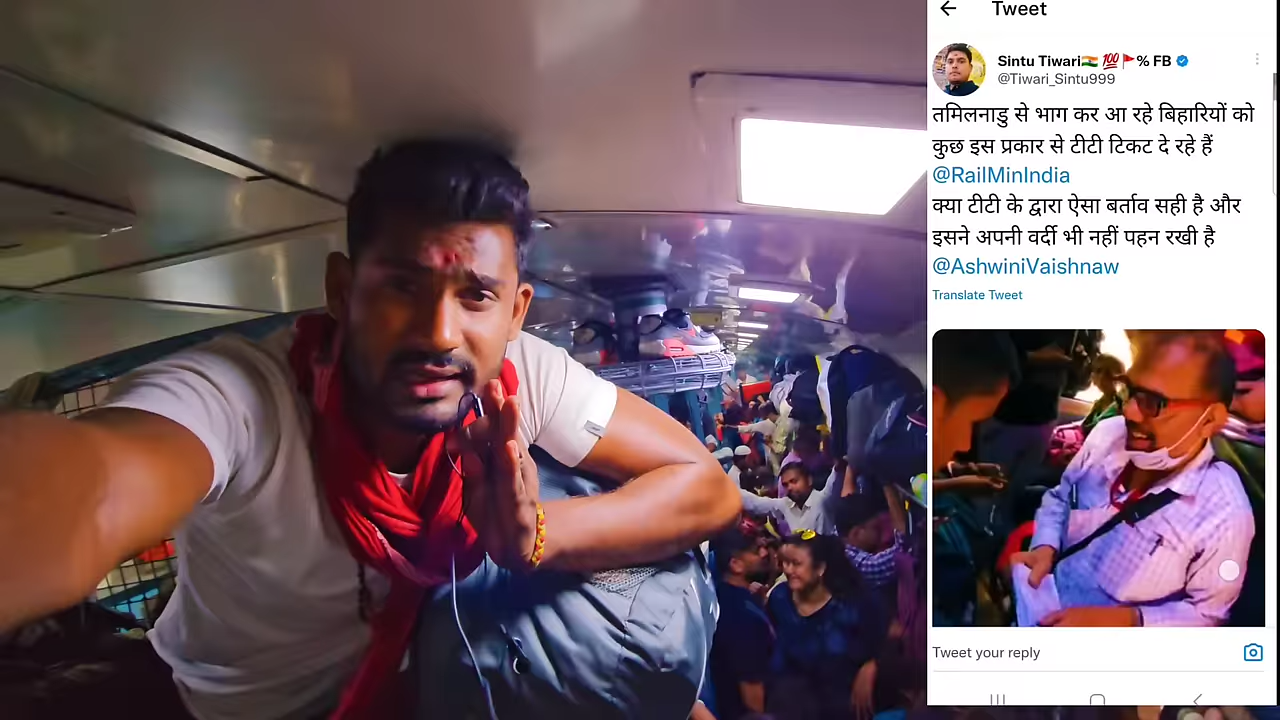 Tweet
Sintu Tiwari🇮🇳 💯🚩% FB
@Tiwari_Sintu999
तमिलनाडु से भाग कर आ रहे बिहारियों को
कुछ इस प्रकार से टीटी टिकट दे रहे हैं
@RailMinIndia
क्या टीटी के द्वारा ऐसा बर्ताव सही है और
इसने अपनी वर्दी भी नहीं पहन रखी है
@AshwiniVaishnaw
Translate Tweet
Tweet your reply